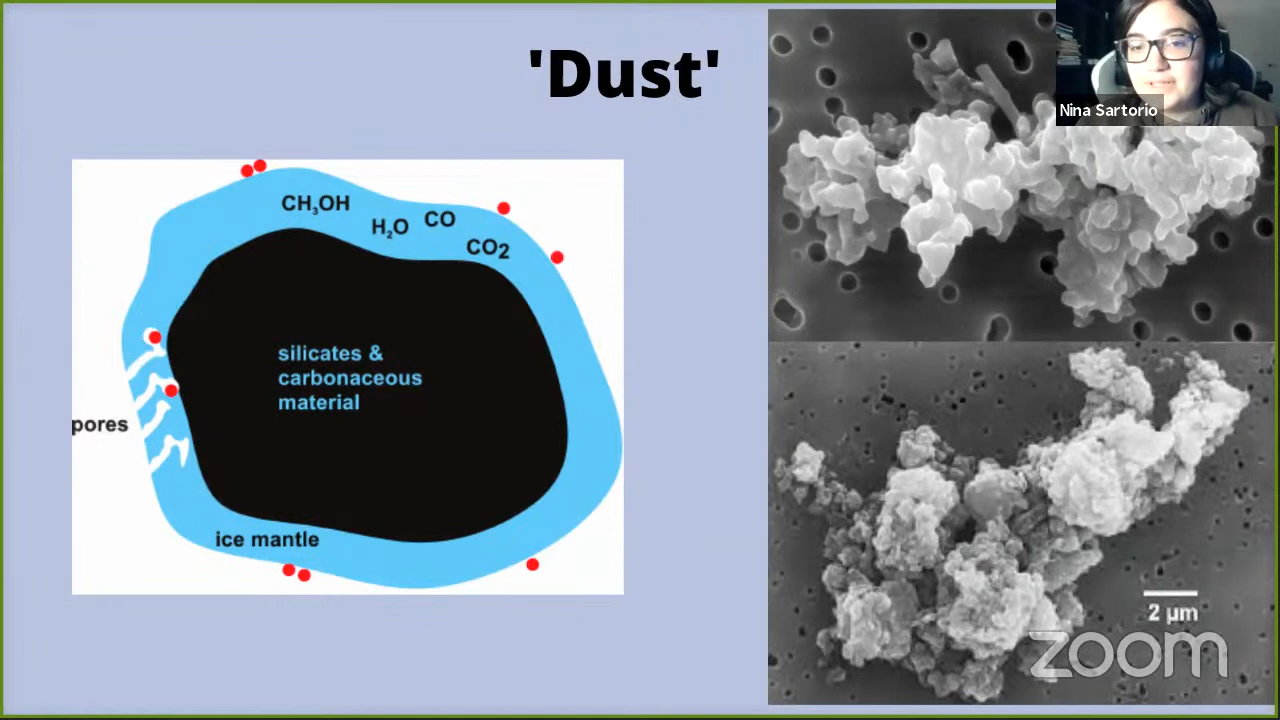 'Dust'
Nina Sartorio
CH₃OH
H₂O
CO
CO2
silicates &
carbonaceous
material
pores
ice mantle
2 µm
zoom